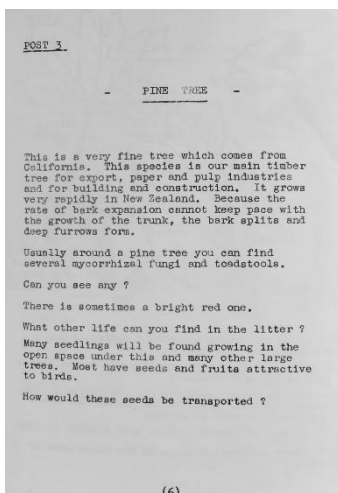 POST 3
- PINE TREE -
This is a very fine tree which comes from
California. This species is our main timber
tree for export, paper and pulp industries
and for building and construction. It grows
very rapidly in New Zealand. Because the
rate of bark expansion cannot keep pace with
the growth of the trunk, the bark splits and
deep furrows form.
Usually around a pine tree you can find
several mycorrhizal fungi and toadstools.
Can you see any ?
There is sometimes a bright red one.
What other life can you find in the litter ?
Many seedlings will be found growing in the
open space under this and many other large
trees. Most have seeds and fruits attractive
to birds.
How would these seeds be transported ?
(6)